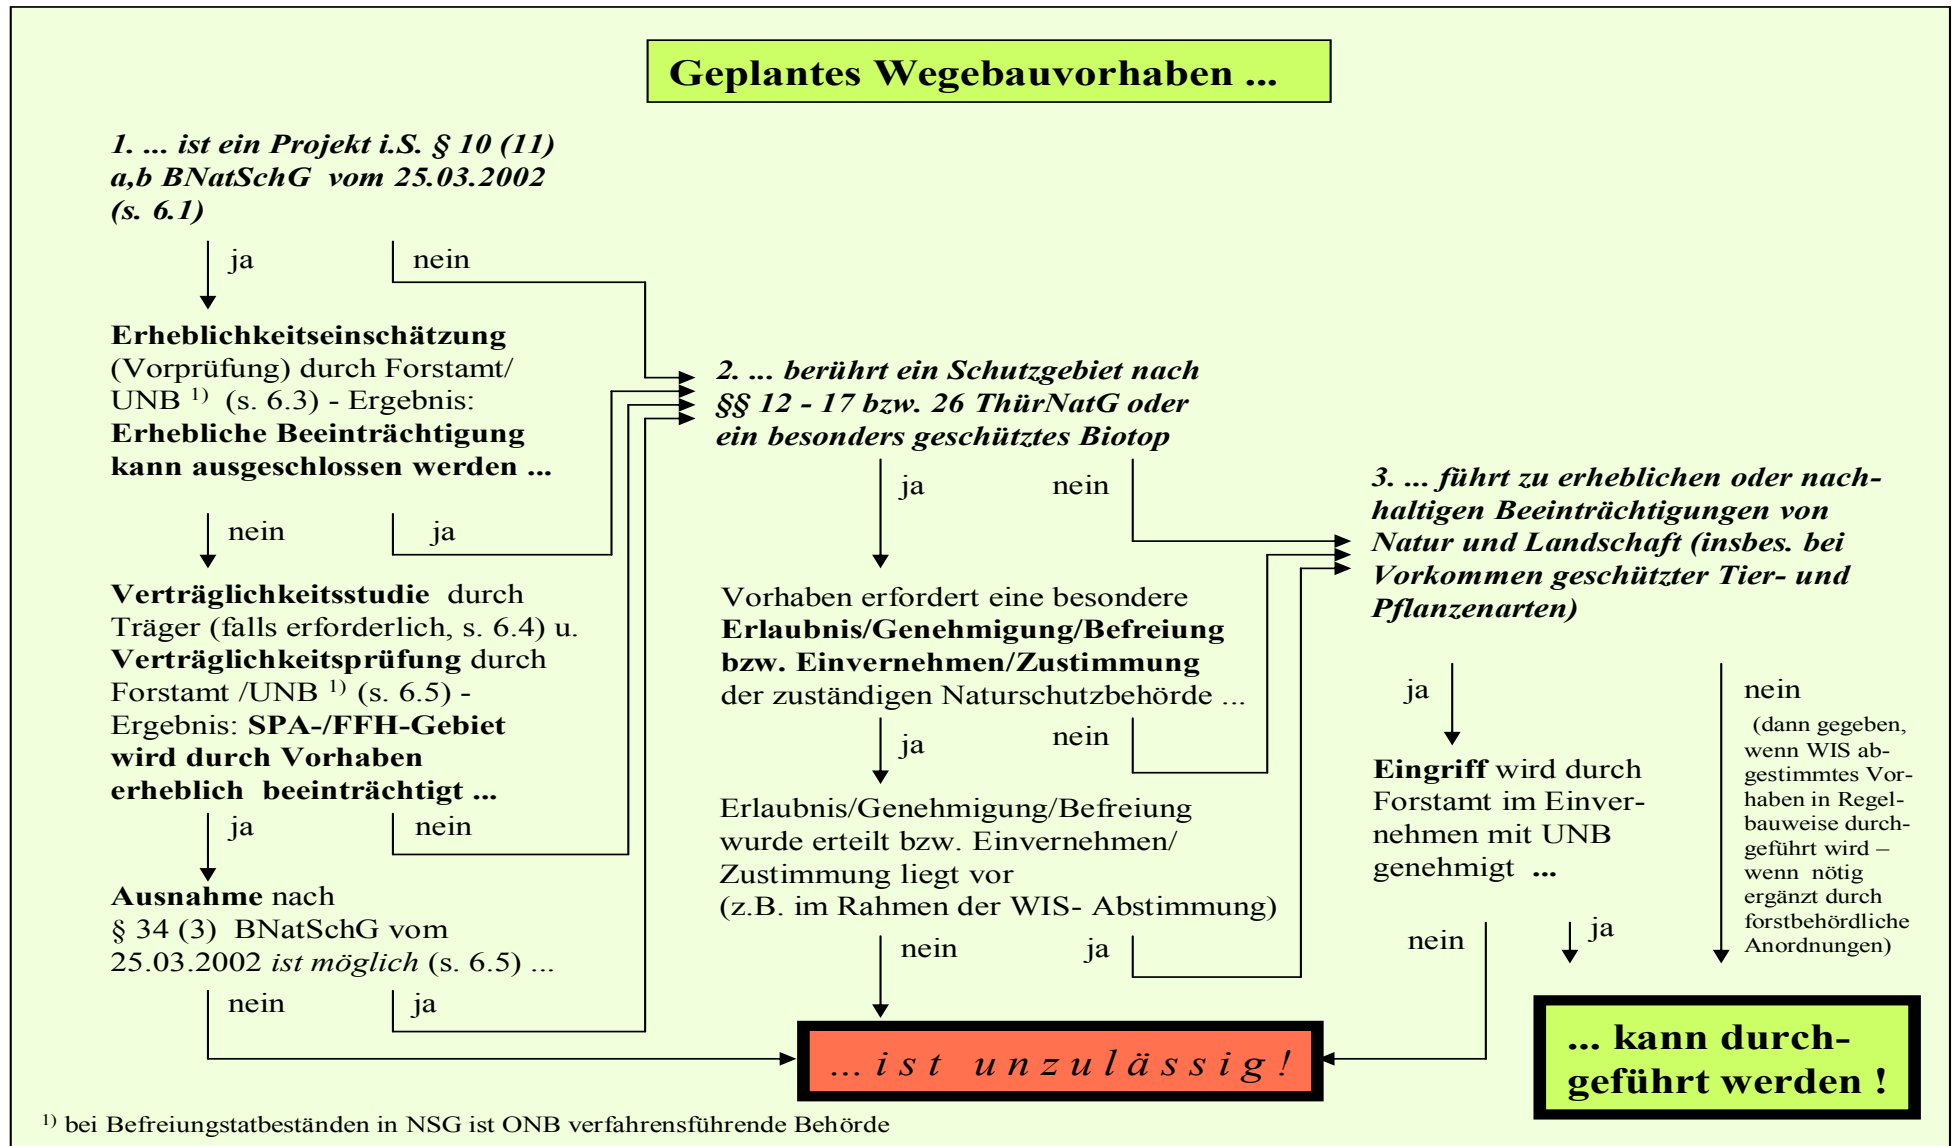 Geplantes Wegebauvorhaben ...
1. ... ist ein Projekt i.S. § 10 (11)
a,b BNatSchG vom 25.03.2002
(s. 6.1)
ja
nein
Erheblichkeitseinschätzung
(Vorprüfung) durch Forstamt/
UNB 1) (s. 6.3) - Ergebnis:
Erhebliche Beeinträchtigung
kann ausgeschlossen werden ...
nein
ja
Verträglichkeitsstudie durch
Träger (falls erforderlich, s. 6.4) u.
Verträglichkeitsprüfung durch
Forstamt /UNB 1) (s. 6.5) -
Ergebnis: SPA-/FFH-Gebiet
wird durch Vorhaben
erheblich beeinträchtigt ...
ja
nein
Ausnahme nach
§ 34 (3) BNatSchG vom
25.03.2002 ist möglich (s. 6.5) ...
nein
ja
2. ... berührt ein Schutzgebiet nach
§§ 12 - 17 bzw. 26 ThürNatG oder
ein besonders geschütztes Biotop
ja
nein
Vorhaben erfordert eine besondere
Erlaubnis/Genehmigung/Befreiung
bzw. Einvernehmen/Zustimmung
der zuständigen Naturschutzbehörde ...
ja
nein
Erlaubnis/Genehmigung/Befreiung
wurde erteilt bzw. Einvernehmen/
Zustimmung liegt vor
(z.B. im Rahmen der WIS- Abstimmung)
nein
ja
3. ... führt zu erheblichen oder nach-
haltigen Beeinträchtigungen von
Natur und Landschaft (insbes. bei
Vorkommen geschützter Tier- und
Pflanzenarten)
ja
nein
(dann gegeben,
wenn WIS ab-
gestimmtes Vor-
haben in Regel-
bauweise durch-
geführt wird –
wenn nötig
ergänzt durch
forstbehördliche
Anordnungen)
Eingriff wird durch
Forstamt im Einver-
nehmen mit UNB
genehmigt ...
nein
ja
... ist unzulässig !
... kann durch-
geführt werden !
1) bei Befreiungstatbeständen in NSG ist ONB verfahrensführende Behörde